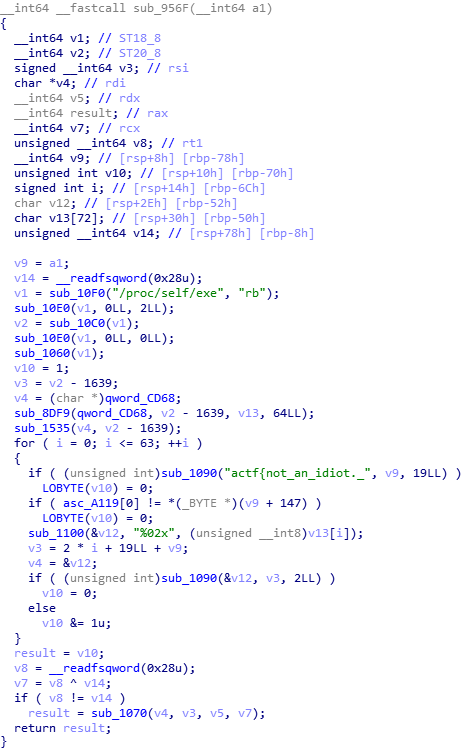 __int64 __fastcall sub_956F(__int64 a1)
{
  __int64 v1; // ST18_8
  __int64 v2; // ST20_8
  signed __int64 v3; // rsi
  char *v4; // rdi
  __int64 v5; // rdx
  __int64 result; // rax
  __int64 v7; // rcx
  unsigned __int64 v8; // rt1
  __int64 v9; // [rsp+8h] [rbp-78h]
  unsigned int v10; // [rsp+10h] [rbp-70h]
  signed int i; // [rsp+14h] [rbp-6Ch]
  char v12; // [rsp+2Eh] [rbp-52h]
  char v13[72]; // [rsp+30h] [rbp-50h]
  unsigned __int64 v14; // [rsp+78h] [rbp-8h]

  v9 = a1;
  v14 = __readfsqword(0x28u);
  v1 = sub_10F0("/proc/self/exe", "rb");
  sub_10E0(v1, 0LL, 2LL);
  v2 = sub_10C0(v1);
  sub_10E0(v1, 0LL, 0LL);
  sub_1060(v1);
  v10 = 1;
  v3 = v2 - 1639;
  v4 = (char *)qword_CD68;
  sub_8DF9(qword_CD68, v2 - 1639, v13, 64LL);
  sub_1535(v4, v2 - 1639);
  for ( i = 0; i <= 63; ++i )
  {
    if ( (unsigned int)sub_1090("actf{not_an_idiot._", v9, 19LL) )
      LOBYTE(v10) = 0;
    if ( asc_A119[0] != *(_BYTE *)(v9 + 147) )
      LOBYTE(v10) = 0;
    sub_1100(&v12, "%02x", (unsigned __int8)v13[i]);
    v3 = 2 * i + 19LL + v9;
    v4 = &v12;
    if ( (unsigned int)sub_1090(&v12, v3, 2LL) )
      v10 = 0;
    else
      v10 &= 1u;
  }
  result = v10;
  v8 = __readfsqword(0x28u);
  v7 = v8 ^ v14;
  if ( v8 != v14 )
    result = sub_1070(v4, v3, v5, v7);
  return result;
}